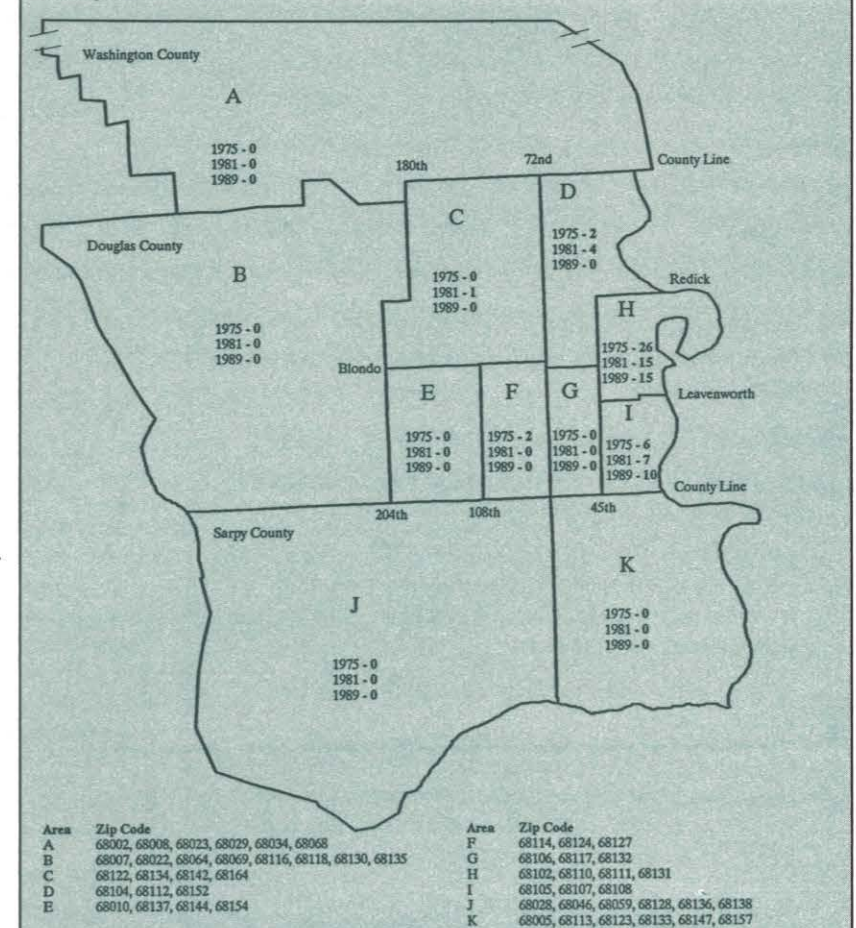 Washington County
A
1975 - 0
1981 - 0
1989 - 0
180th
72nd
County Line
Douglas County
B
1975 - 0
1981 - 0
1989 - 0
C
1975 - 0
1981 - 1
1989 - 0
D
1975 - 2
1981 - 4
1989 - 0
Redick
H
1975 - 26
1981 - 15
1989 - 15
Blondo
E
1975 - 0
1981 - 0
1989 - 0
F
1975 - 2
1981 - 0
1989 - 0
G
1975 - 0
1981 - 0
1989 - 0
Leavenworth
I
1975 - 6
1981 - 7
1989 - 10
County Line
204th
108th
45th
Sarpy County
J
1975 - 0
1981 - 0
1989 - 0
K
1975 - 0
1981 - 0
1989 - 0
Area Zip Code
A 68002, 68008, 68023, 68029, 68034, 68068
B 68007, 68022, 68064, 68069, 68116, 68118, 68130, 68135
C 68122, 68134, 68142, 68164
D 68104, 68112, 68152
E 68010, 68137, 68144, 68154
Area Zip Code
F 68114, 68124, 68127
G 68106, 68117, 68132
H 68102, 68110, 68111, 68131
I 68105, 68107, 68108
J 68028, 68046, 68059, 68128, 68136, 68138
K 68005, 68113, 68123, 68133, 68147, 68157